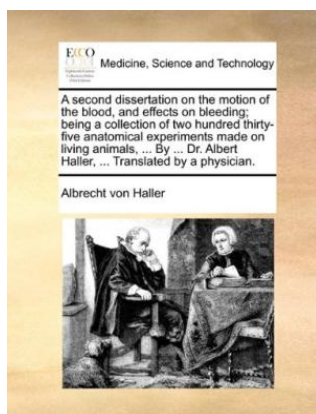 ECCO
Medicine, Science and Technology
A second dissertation on the motion of
the blood, and effects on bleeding;
being a collection of two hundred thirty-
five anatomical experiments made on
living animals, ... By ... Dr. Albert
Haller, ... Translated by a physician.
Albrecht von Haller